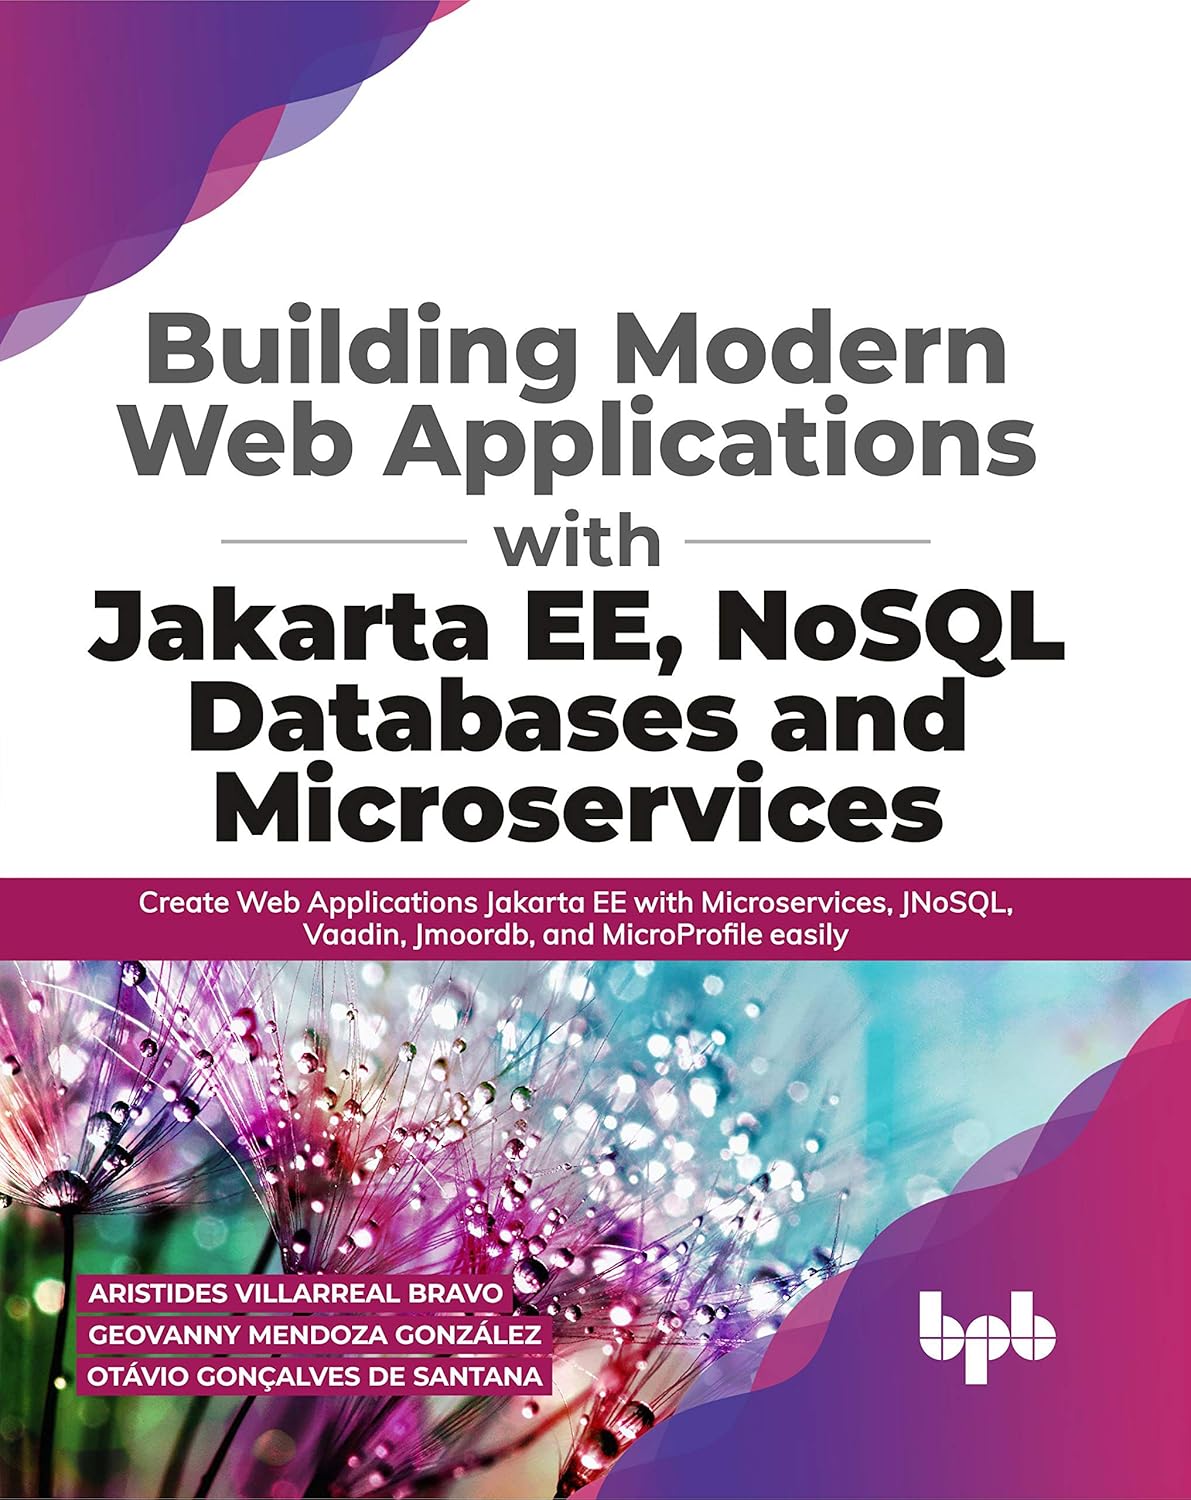 Building Modern
Web Applications
with
Jakarta EE, NoSQL
Databases and
Microservices
Create Web Applications Jakarta EE with Microservices, JNoSQL,
Vaadin, Jmoordb, and MicroProfile easily
ARISTIDES VILLARREAL BRAVO
GEOVANNY MENDOZA GONZÁLEZ
OTÁVIO GONÇALVES DE SANTANA
bpb